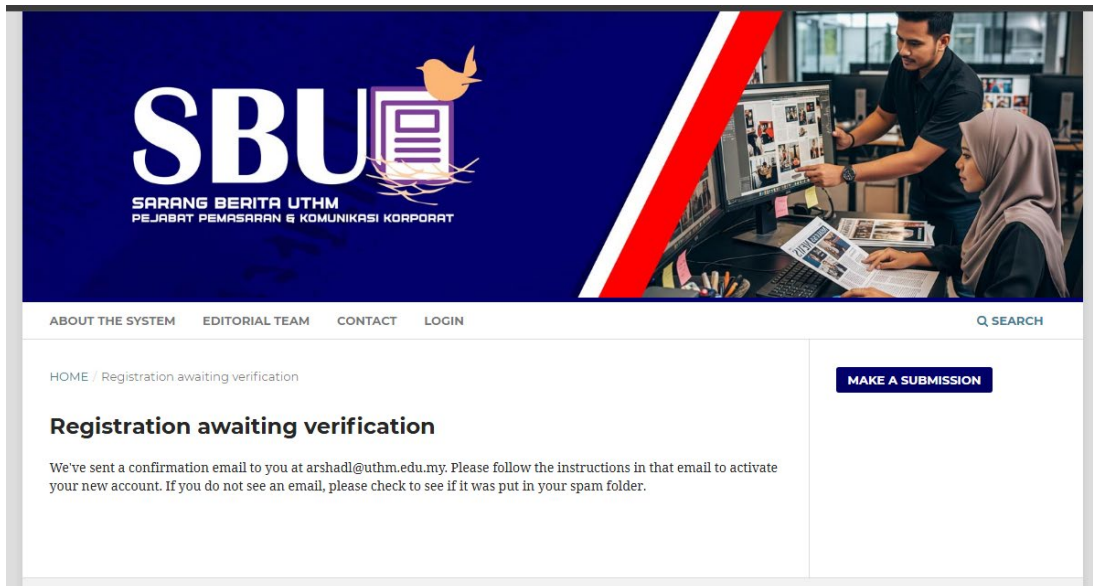 SBU
SARANG BERITA UTHM
PEJABAT PEMASARAN & KOMUNIKASI KORPORAT
ABOUT THE SYSTEM EDITORIAL TEAM CONTACT LOGIN SEARCH
HOME / Registration awaiting verification
MAKE A SUBMISSION
Registration awaiting verification
We've sent a confirmation email to you at arshadl@uthm.edu.my. Please follow the instructions in that email to activate
your new account. If you do not see an email, please check to see if it was put in your spam folder.